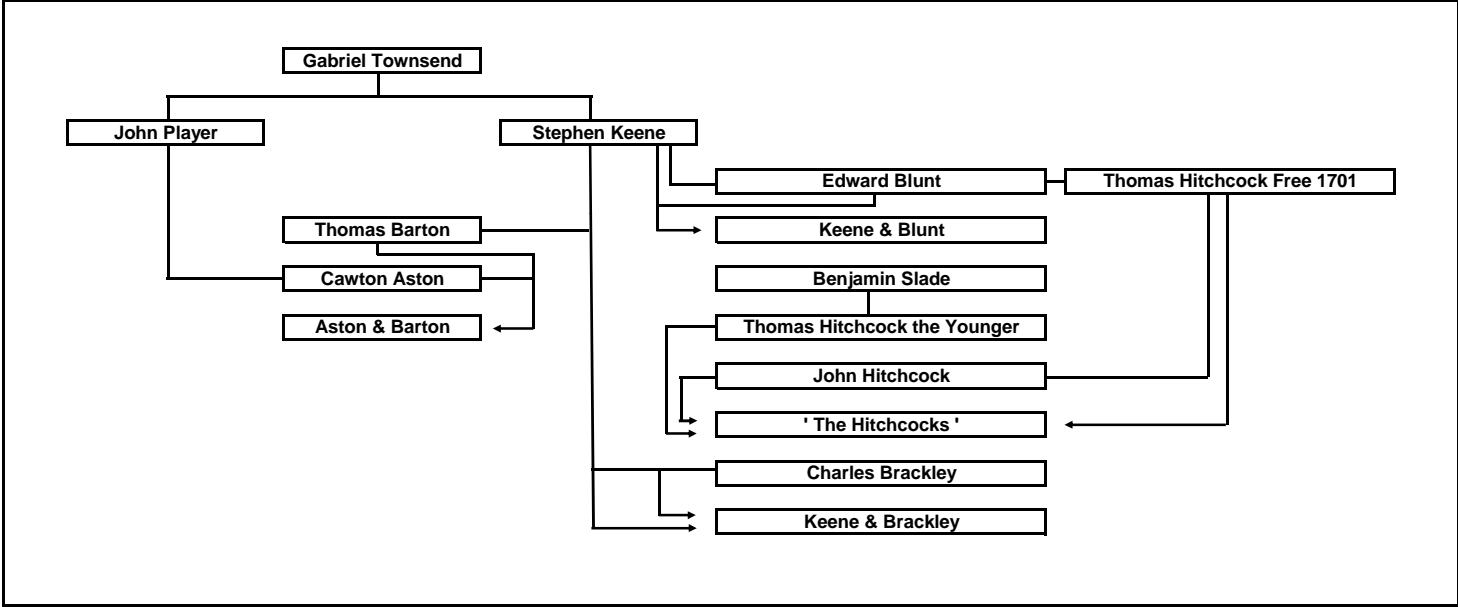 Gabriel Townsend
John Player
Stephen Keene
Edward Blunt
Thomas Hitchcock Free 1701
Thomas Barton
Keene & Blunt
Cawton Aston
Benjamin Slade
Aston & Barton
Thomas Hitchcock the Younger
John Hitchcock
' The Hitchcocks '
Charles Brackley
Keene & Brackley